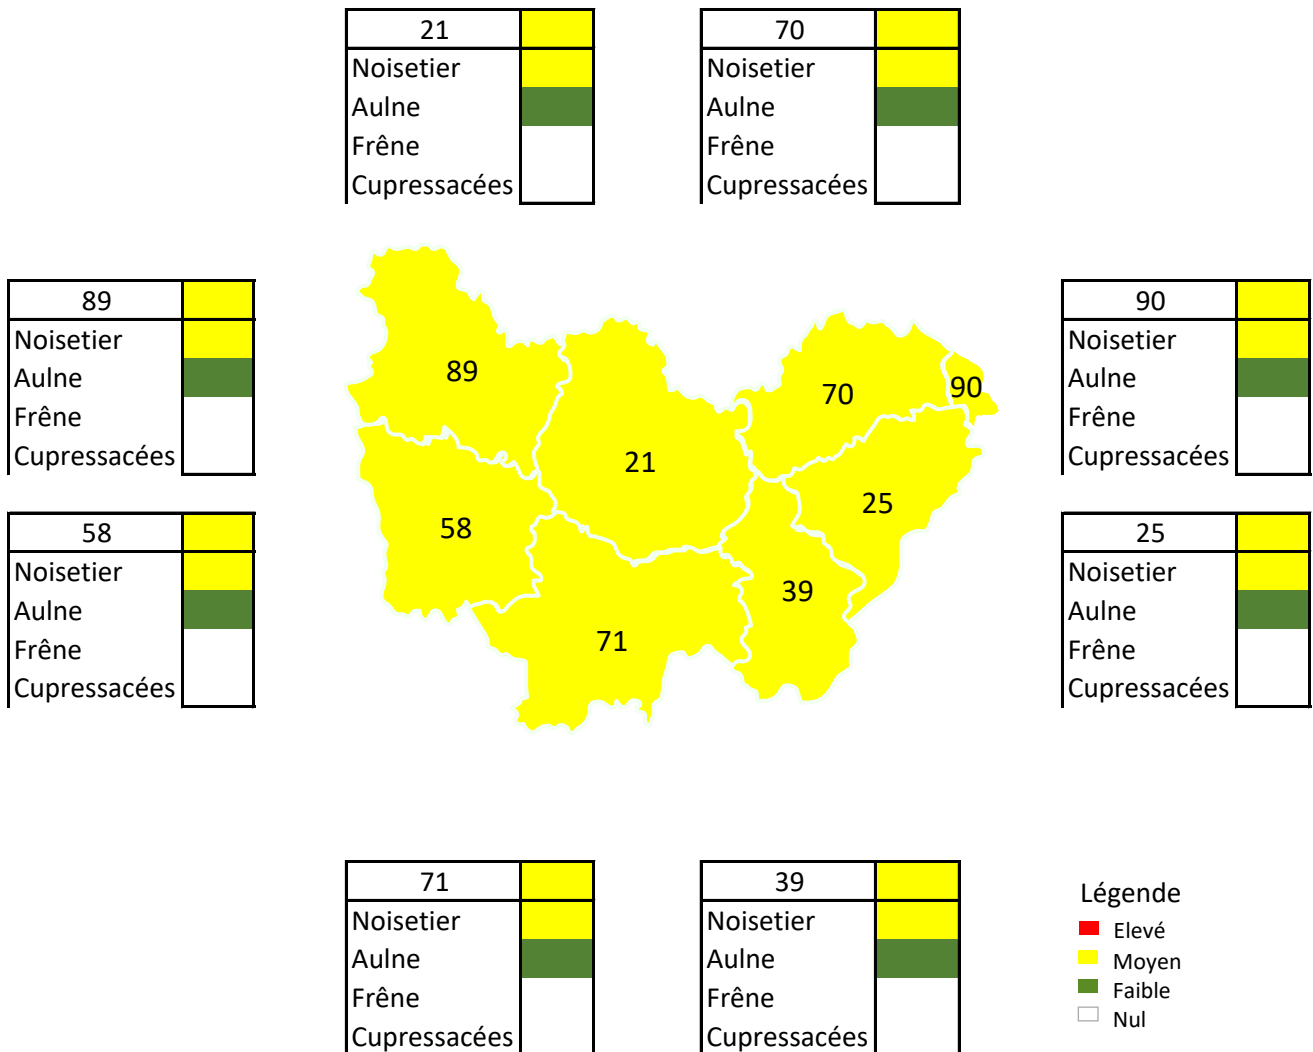 21
Noisetier
Aulne
Frêne
Cupressacées
70
Noisetier
Aulne
Frêne
Cupressacées
89
Noisetier
Aulne
Frêne
Cupressacées
90
Noisetier
Aulne
Frêne
Cupressacées
58
Noisetier
Aulne
Frêne
Cupressacées
25
Noisetier
Aulne
Frêne
Cupressacées
89
70
90
21
25
58
39
71
71
Noisetier
Aulne
Frêne
Cupressacées
39
Noisetier
Aulne
Frêne
Cupressacées
Légende
Elevé
Moyen
Faible
Nul